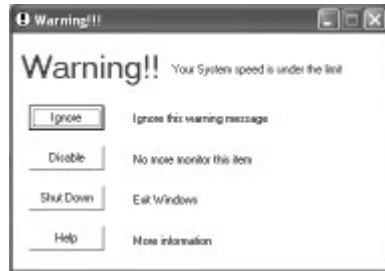 Warning!!!
Warning!! Your System speed is under the limit
Ignore Ignore this warning message
Disable No more monitor this item
Shut Down Exit Windows
Help More information